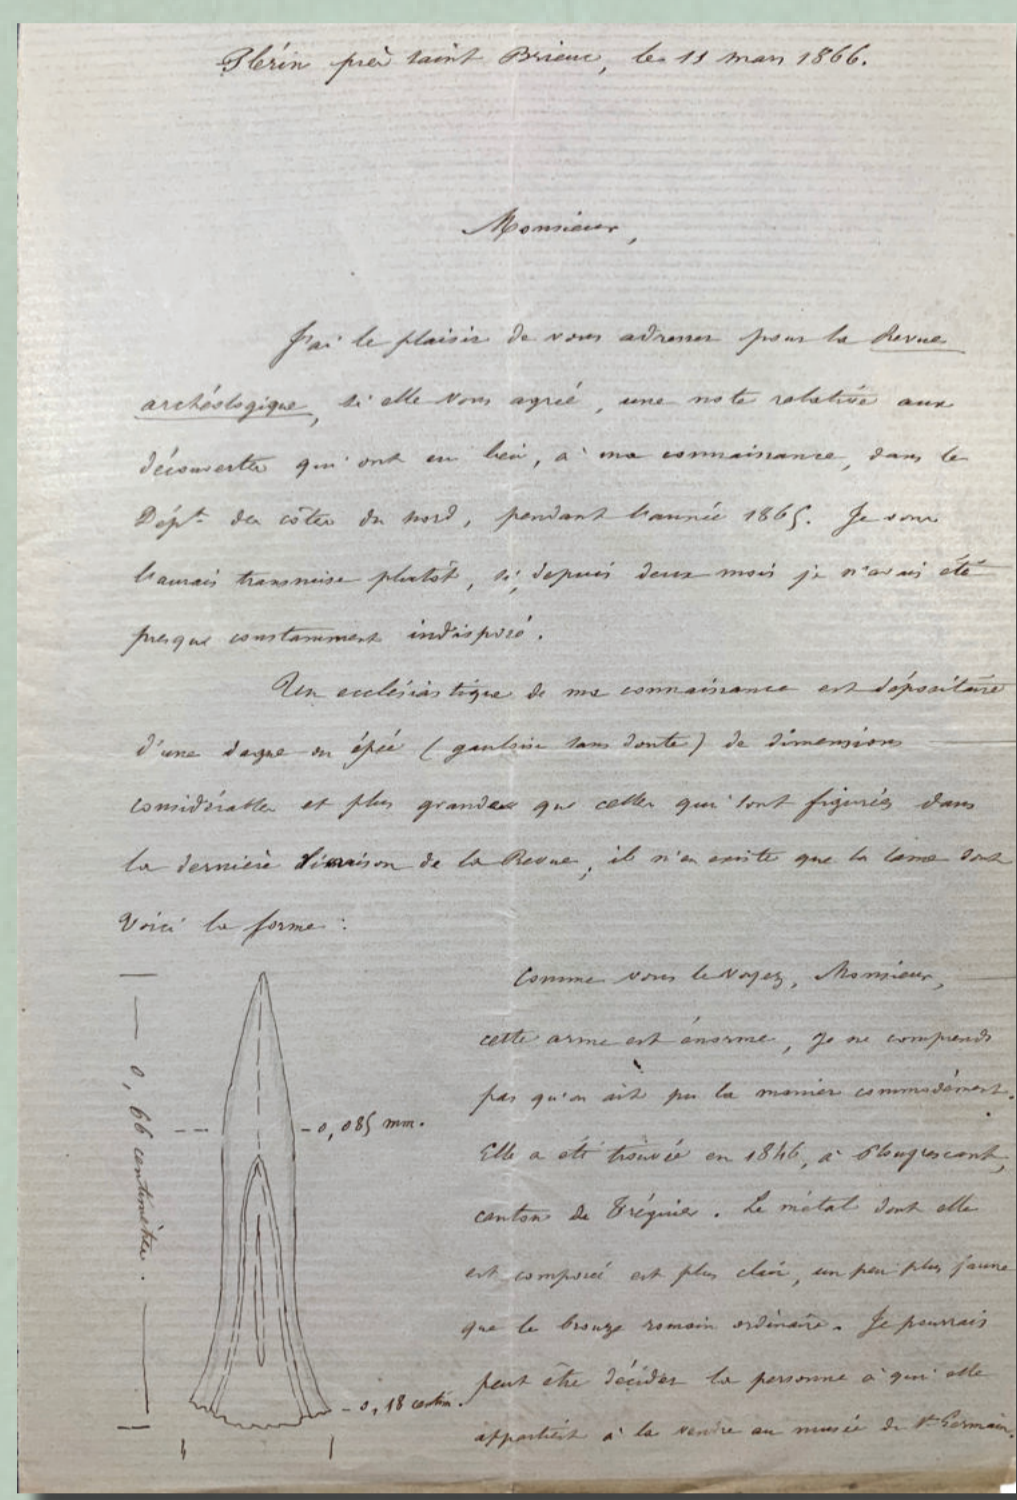 Plérin près saint Brieuc, le 11 mars 1866.
Monsieur,
J'ai le plaisir de vous adresser pour la Revue
archéologique, si elle vous agrée, une note relative aux
découvertes qui ont eu lieu, à ma connaissance, dans le
Dépt. des côtes du nord, pendant l'année 1865. Je vous
l'aurais transmise plutôt, si, depuis deux mois je n'avais été
presque constamment indisposé.
Un ecclésiastique de ma connaissance est dépositaire
d'une dague ou épée (gauloise sans doute) de dimensions
considérables et plus grandes que celles qui sont figurées dans
la dernière livraison de la Revue, il n'en existe que la lame dont
voici la forme :
Comme vous le voyez, Monsieur,
cette arme est énorme, je ne comprends
pas qu'on ait pu la manier commodément.
Elle a été trouvée en 1846, à Plougrescant,
canton de Tréguier. Le métal dont elle
est composée est plus clair, un peu plus jaune
que le bronze romain ordinaire. Je pourrais
peut être décider la personne à qui elle
appartient à la vendre au musée de St Germain.
0,66 centimètres.
0,085 mm.
0,18 centim.